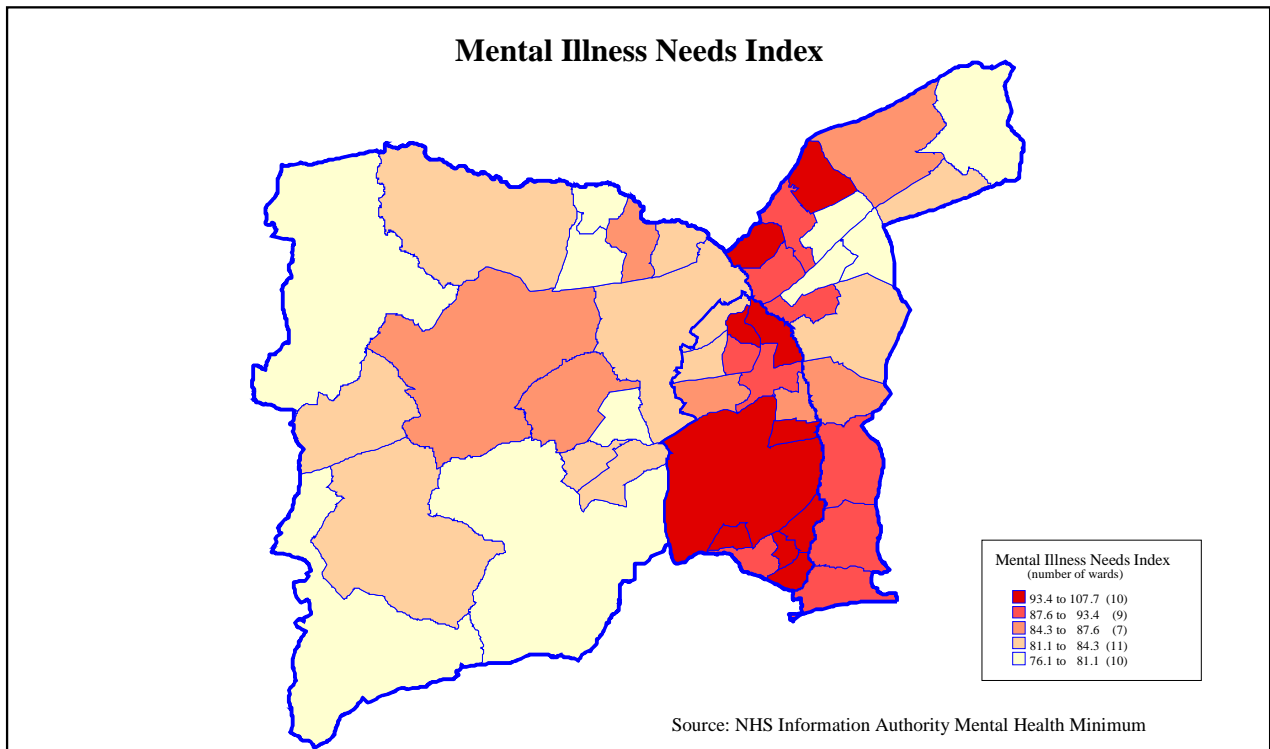 Mental Illness Needs Index
Mental Illness Needs Index
(number of wards)
93.4 to 107.7 (10)
87.6 to 93.4 (9)
84.3 to 87.6 (7)
81.1 to 84.3 (11)
76.1 to 81.1 (10)
Source: NHS Information Authority Mental Health Minimum